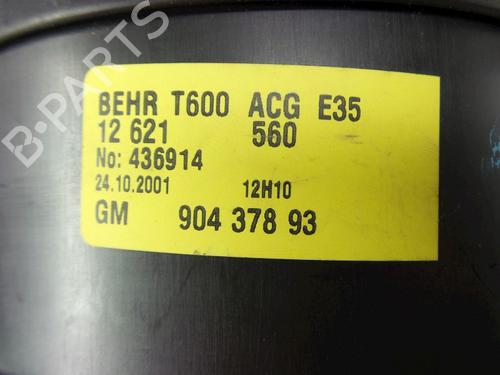 B-PARTS
BEHR T600 ACG E35
12 621 560
No: 436914
24.10.2001 12H10
GM 904 378 93